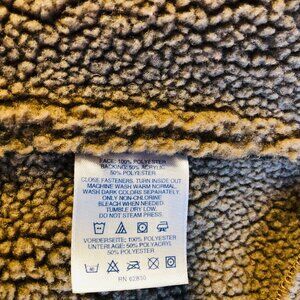 FACE: 100% POLYESTER
BACKING: 50% ACRYLIC
50% POLYESTER
CLOSE FASTENERS. TURN INSIDE OUT
MACHINE WASH WARM NORMAL.
WASH DARK COLORS SEPARATELY.
ONLY NON-CHLORINE
BLEACH WHEN NEEDED.
TUMBLE DRY LOW.
DO NOT STEAM PRESS.
VORDERSEITE: 100% POLYESTER
UNTERLAGE: 50% POLYACRYL
50% POLYESTER
RN 62830